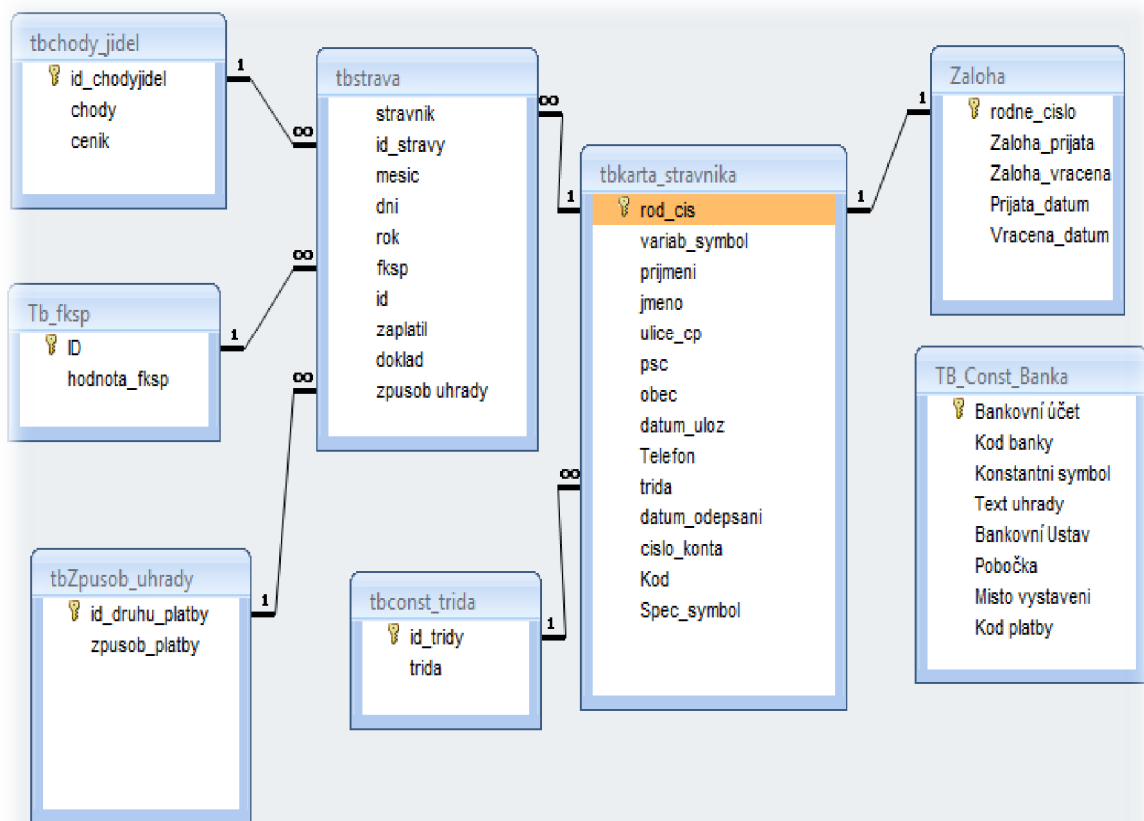 tbchody_jidel
id_chodyjidel
chody
cenik
1
∞
tbstrava
stravnik
id_stravy
mesic
dni
rok
fksp
id
zaplatil
doklad
zpusob uhrady
∞
1
Tb_fksp
ID
hodnota_fksp
1
∞
tbZpusob_uhrady
id_druhu_platby
zpusob_platby
1
∞
tbconst_trida
id_tridy
trida
1
∞
tbkarta_stravnika
rod_cis
variab_symbol
prijmeni
jmeno
ulice_cp
psc
obec
datum_uloz
Telefon
trida
datum_odepsani
cislo_konta
Kod
Spec_symbol
1
1
Zaloha
rodne_cislo
Zaloha_prijata
Zaloha_vracena
Prijata_datum
Vracena_datum
TB_Const_Banka
Bankovní účet
Kod banky
Konstantni symbol
Text uhrady
Bankovní Ustav
Pobočka
Misto vystaveni
Kod platby